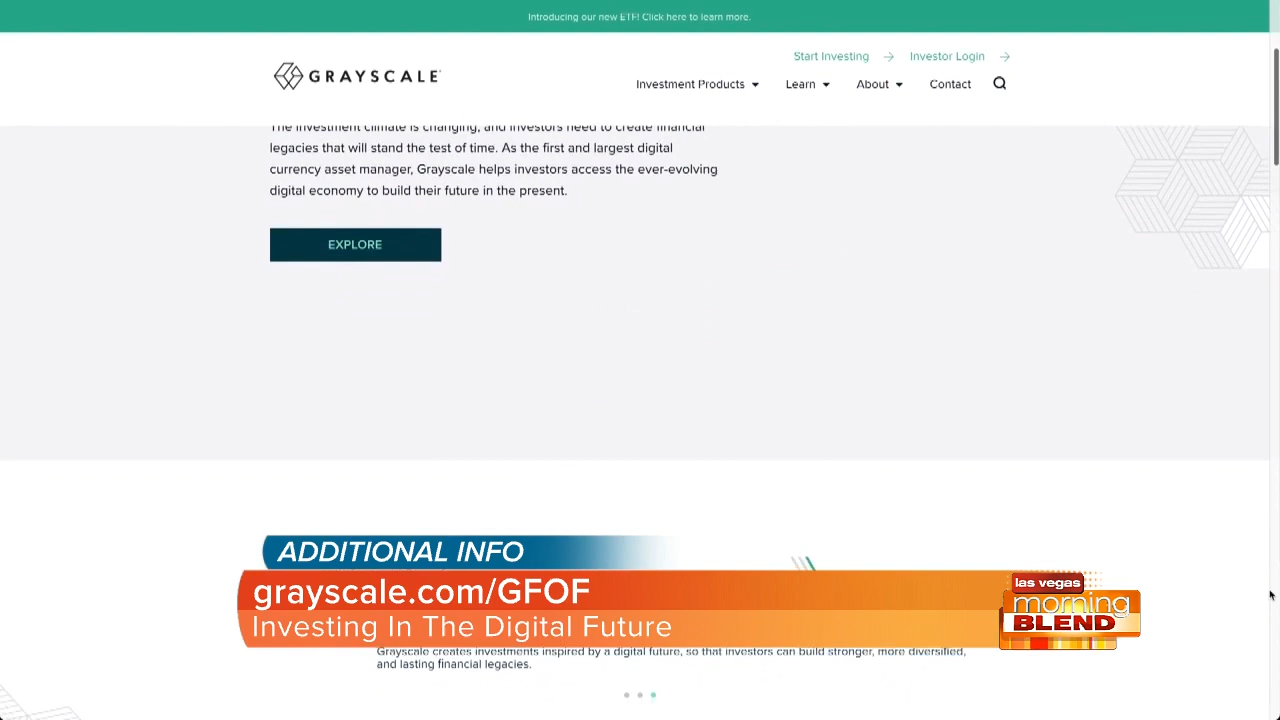 Introducing our new ETF! Click here to learn more.
Start Investing
Investor Login
GRAYSCALE
Investment Products
Learn
About
Contact
The investment climate is changing, and investors need to create financial
legacies that will stand the test of time. As the first and largest digital
currency asset manager, Grayscale helps investors access the ever-evolving
digital economy to build their future in the present.
EXPLORE
ADDITIONAL INFO
grayscale.com/GFOF
Investing In The Digital Future
las vegas
morning
BLEND
Grayscale creates investments inspired by a digital future, so that investors can build stronger, more diversified,
and lasting financial legacies.